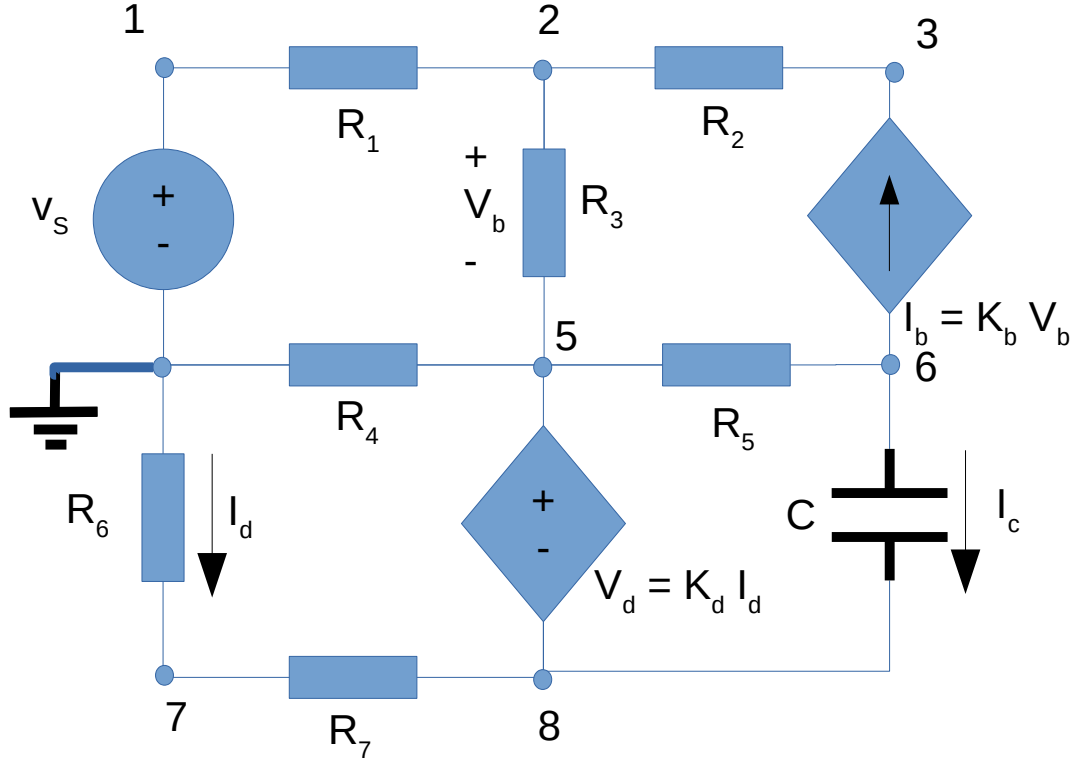 1
2
3
R1
R2
+
Vb
-
R3
vS
+
-
Ib = Kb Vb
5
6
R4
R5
R6
Id
+
-
Vd = Kd Id
C
Ic
7
R7
8